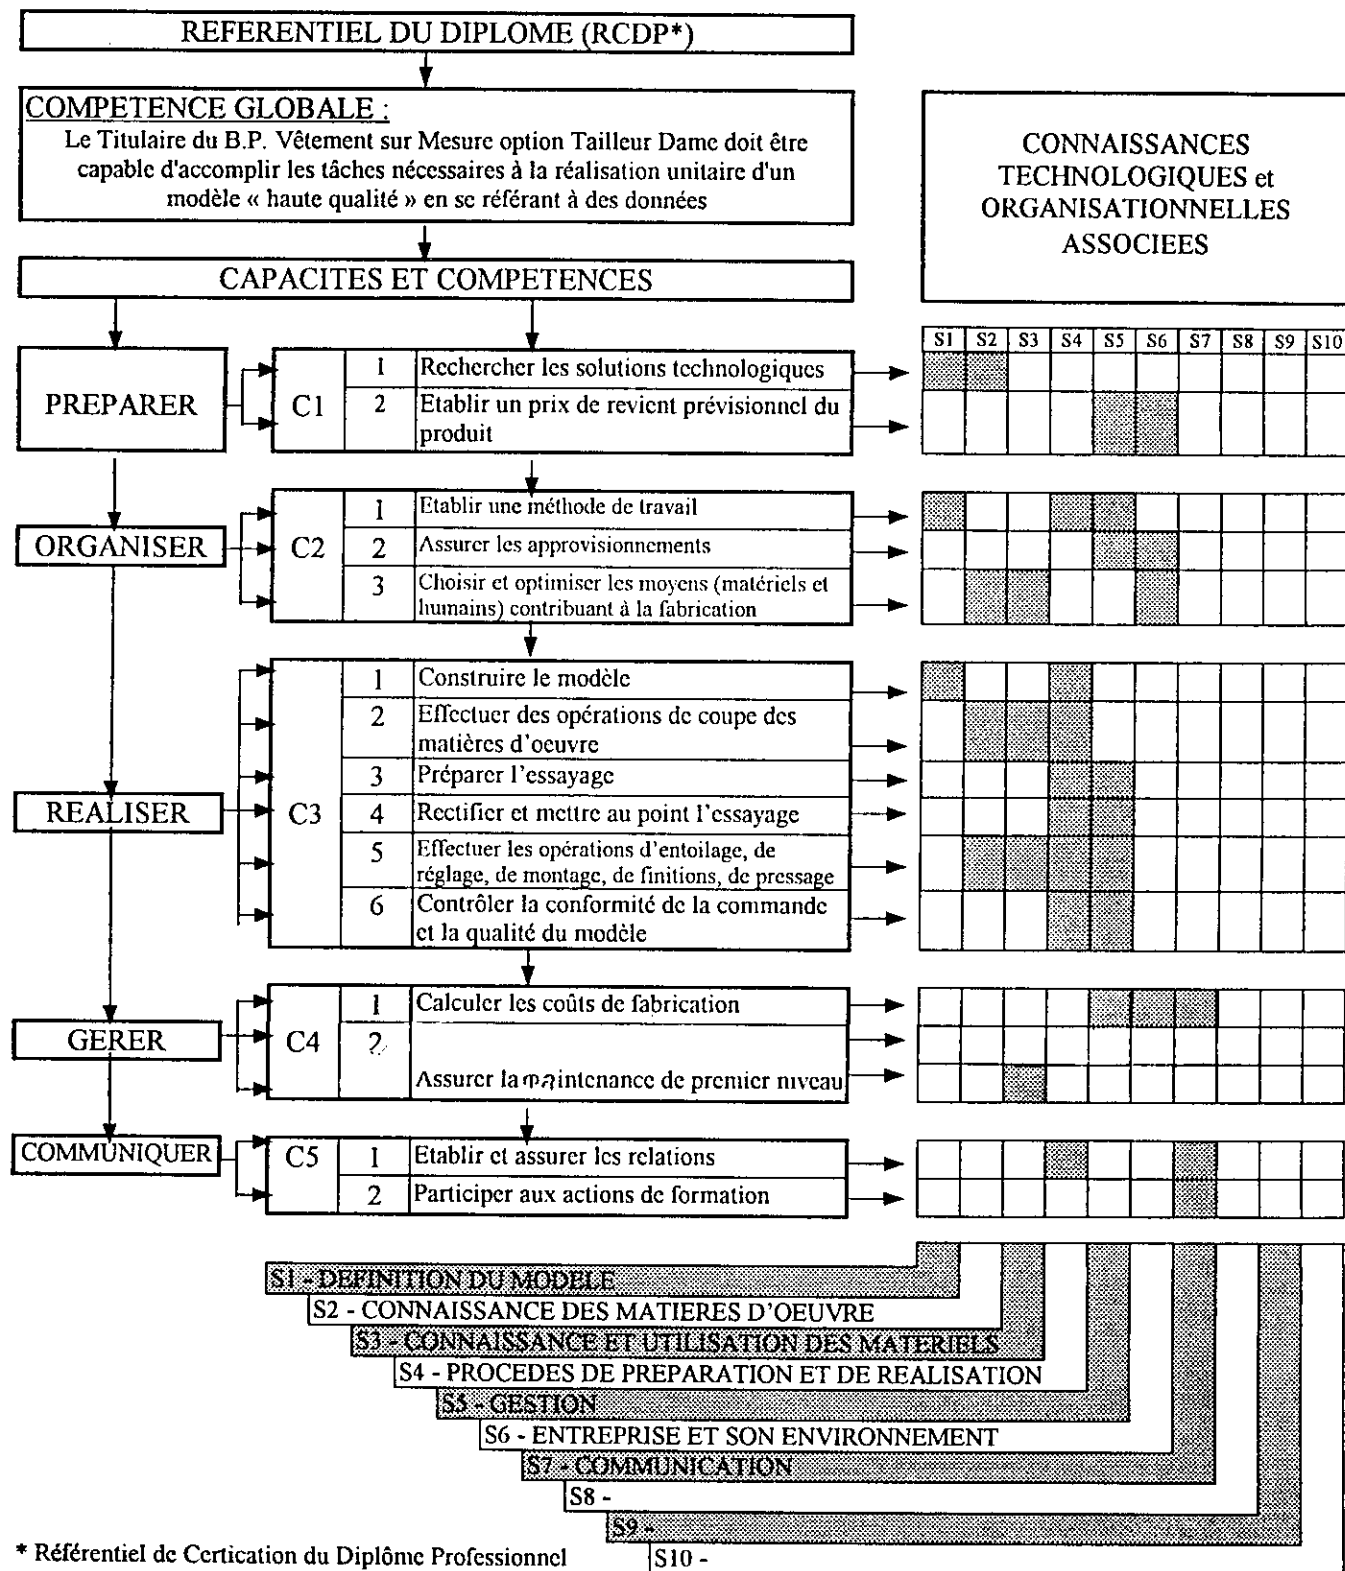 REFERENTIEL DU DIPLOME (RCDP*)
COMPETENCE GLOBALE :
Le Titulaire du B.P. Vêtement sur Mesure option Tailleur Dame doit être
capable d'accomplir les tâches nécessaires à la réalisation unitaire d'un
modèle « haute qualité » en se référant à des données
CONNAISSANCES
TECHNOLOGIQUES et
ORGANISATIONNELLES
ASSOCIEES
CAPACITES ET COMPETENCES
S1 S2 S3 S4 S5 S6 S7 S8 S9 S10
PREPARER
C1
1 Rechercher les solutions technologiques
2 Etablir un prix de revient prévisionnel du
produit
ORGANISER
C2
1 Etablir une méthode de travail
2 Assurer les approvisionnements
3 Choisir et optimiser les moyens (matériels et
humains) contribuant à la fabrication
REALISER
C3
1 Construire le modèle
2 Effectuer des opérations de coupe des
matières d'oeuvre
3 Préparer l'essayage
4 Rectifier et mettre au point l'essayage
5 Effectuer les opérations d'entoilage, de
réglage, de montage, de finitions, de pressage
6 Contrôler la conformité de la commande
et la qualité du modèle
GERER
C4
1 Calculer les coûts de fabrication
2
Assurer la maintenance de premier niveau
COMMUNIQUER
C5
1 Etablir et assurer les relations
2 Participer aux actions de formation
S1 - DEFINITION DU MODELE
S2 - CONNAISSANCE DES MATIERES D'OEUVRE
S3 - CONNAISSANCE ET UTILISATION DES MATERIELS
S4 - PROCEDES DE PREPARATION ET DE REALISATION
S5 - GESTION
S6 - ENTREPRISE ET SON ENVIRONNEMENT
S7 - COMMUNICATION
S8 -
S9 -
S10 -
* Référentiel de Certication du Diplôme Professionnel